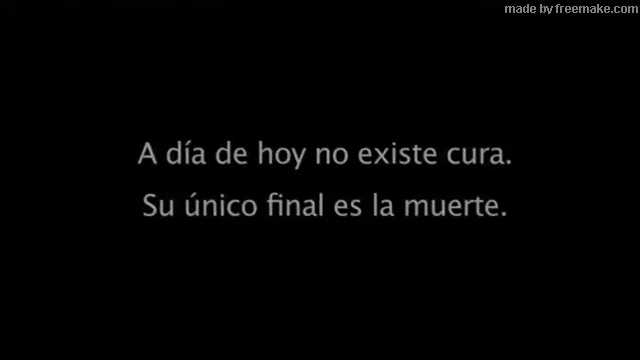 made by freemake.com
A día de hoy no existe cura.
Su único final es la muerte.